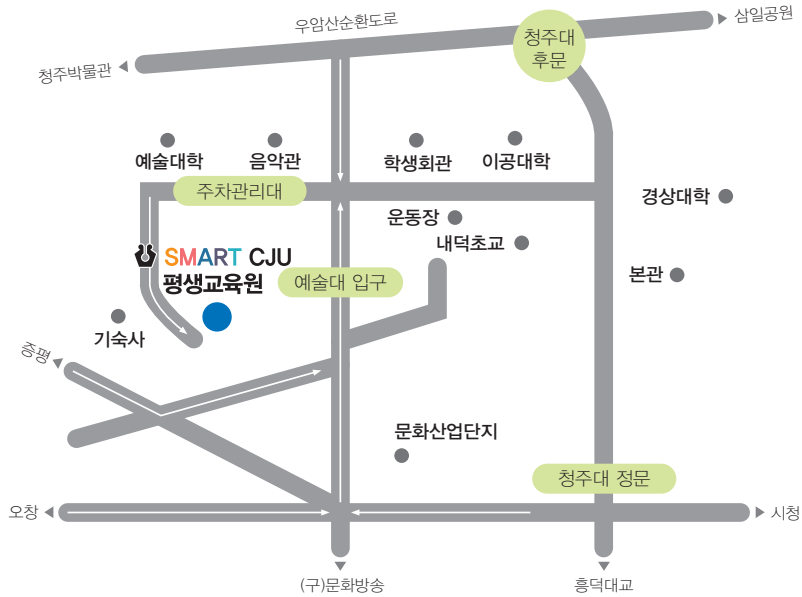 우암산순환도로
삼일공원
청주대
후문
청주박물관
예술대학
음악관
학생회관
이공대학
주차관리대
경상대학
운동장
내덕초교
SMART CJU
평생교육원
예술대 입구
본관
기숙사
증평
문화산업단지
청주대 정문
오창
시청
(구)문화방송
흥덕대교